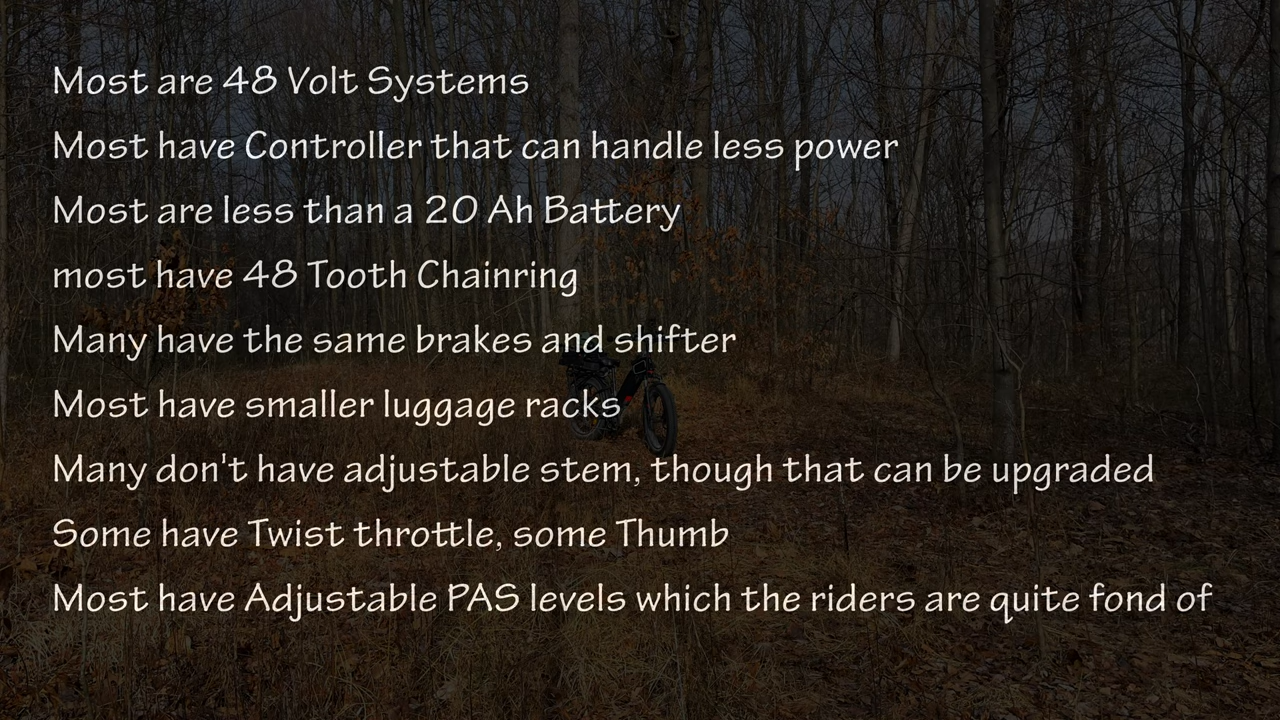 Most are 48 Volt Systems
Most have Controller that can handle less power
Most are less than a 20 Ah Battery
most have 48 Tooth Chainring
Many have the same brakes and shifter
Most have smaller luggage racks
Many don't have adjustable stem, though that can be upgraded
Some have Twist throttle, some Thumb
Most have Adjustable PAS levels which the riders are quite fond of